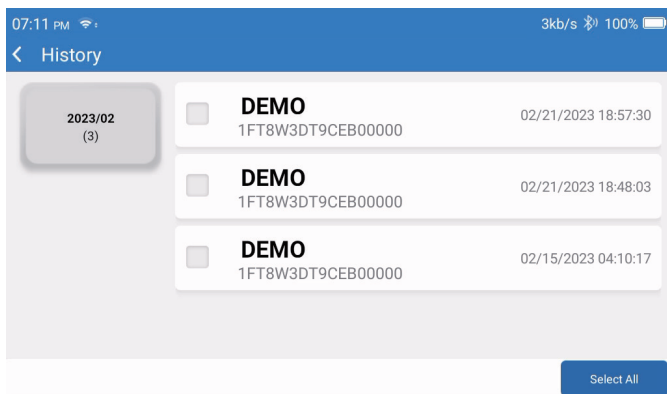 07:11 PM 3kb/s 100%
History
2023/02
(3)
DEMO
1FT8W3DT9CEB00000
02/21/2023 18:57:30
DEMO
1FT8W3DT9CEB00000
02/21/2023 18:48:03
DEMO
1FT8W3DT9CEB00000
02/15/2023 04:10:17
Select All